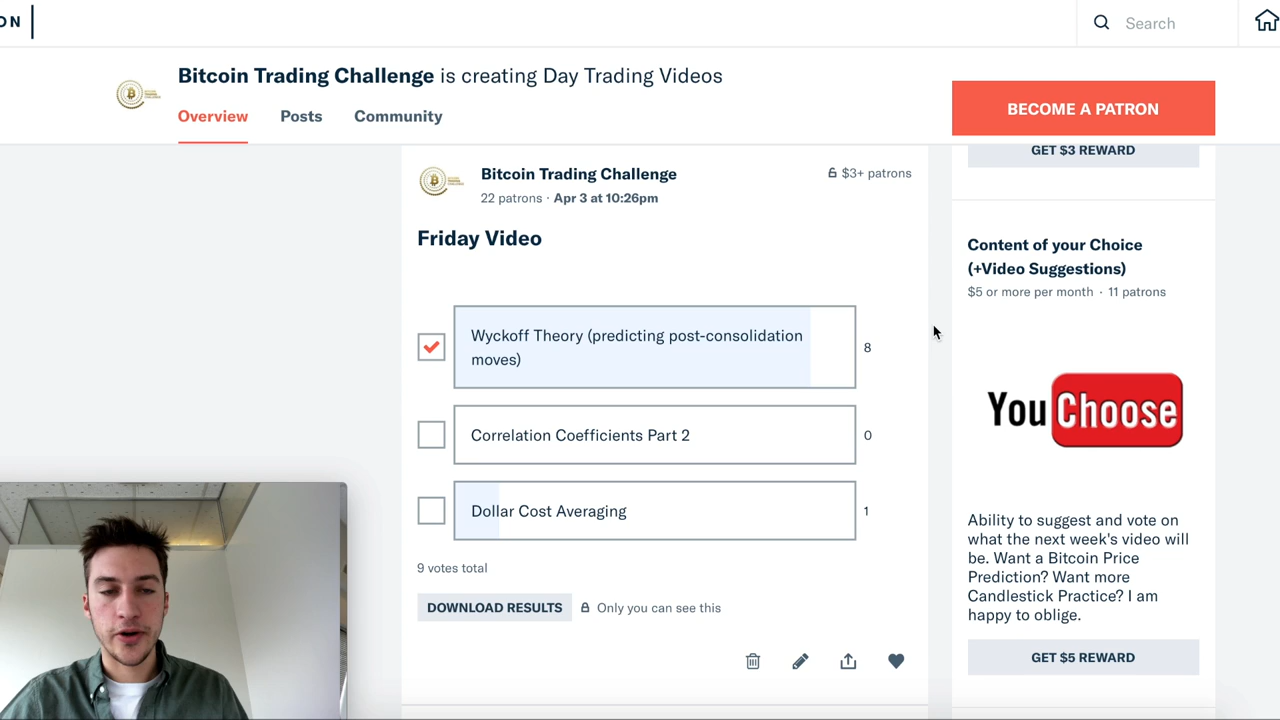 ON
Search
Bitcoin Trading Challenge is creating Day Trading Videos
Overview Posts Community
BECOME A PATRON
GET $3 REWARD
Bitcoin Trading Challenge
$3+ patrons
22 patrons · Apr 3 at 10:26pm
Friday Video
Wyckoff Theory (predicting post-consolidation
moves)
8
Correlation Coefficients Part 2
0
Dollar Cost Averaging
1
9 votes total
DOWNLOAD RESULTS
Only you can see this
Content of your Choice
(+Video Suggestions)
$5 or more per month · 11 patrons
YouChoose
Ability to suggest and vote on
what the next week's video will
be. Want a Bitcoin Price
Prediction? Want more
Candlestick Practice? I am
happy to oblige.
GET $5 REWARD